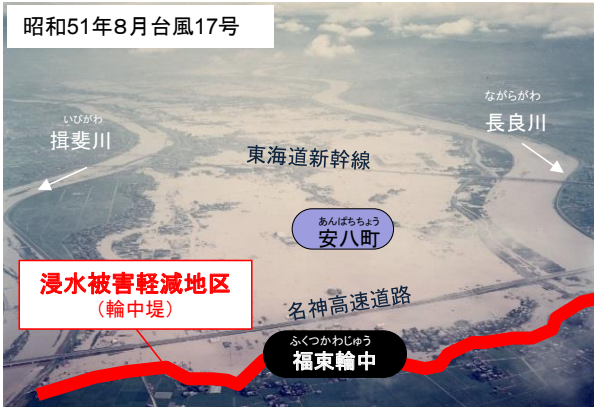 昭和51年8月台風17号
ながらがわ
長良川
いびがわ
揖斐川
東海道新幹線
あんぱちちょう
安八町
浸水被害軽減地区
(輪中堤)
名神高速道路
ふくつかわじゅう
福束輪中